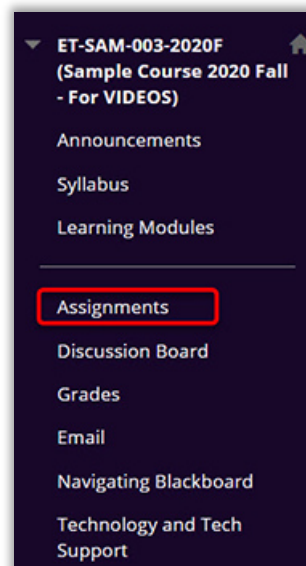 ET-SAM-003-2020F
(Sample Course 2020 Fall
- For VIDEOS)
Announcements
Syllabus
Learning Modules
Assignments
Discussion Board
Grades
Email
Navigating Blackboard
Technology and Tech
Support